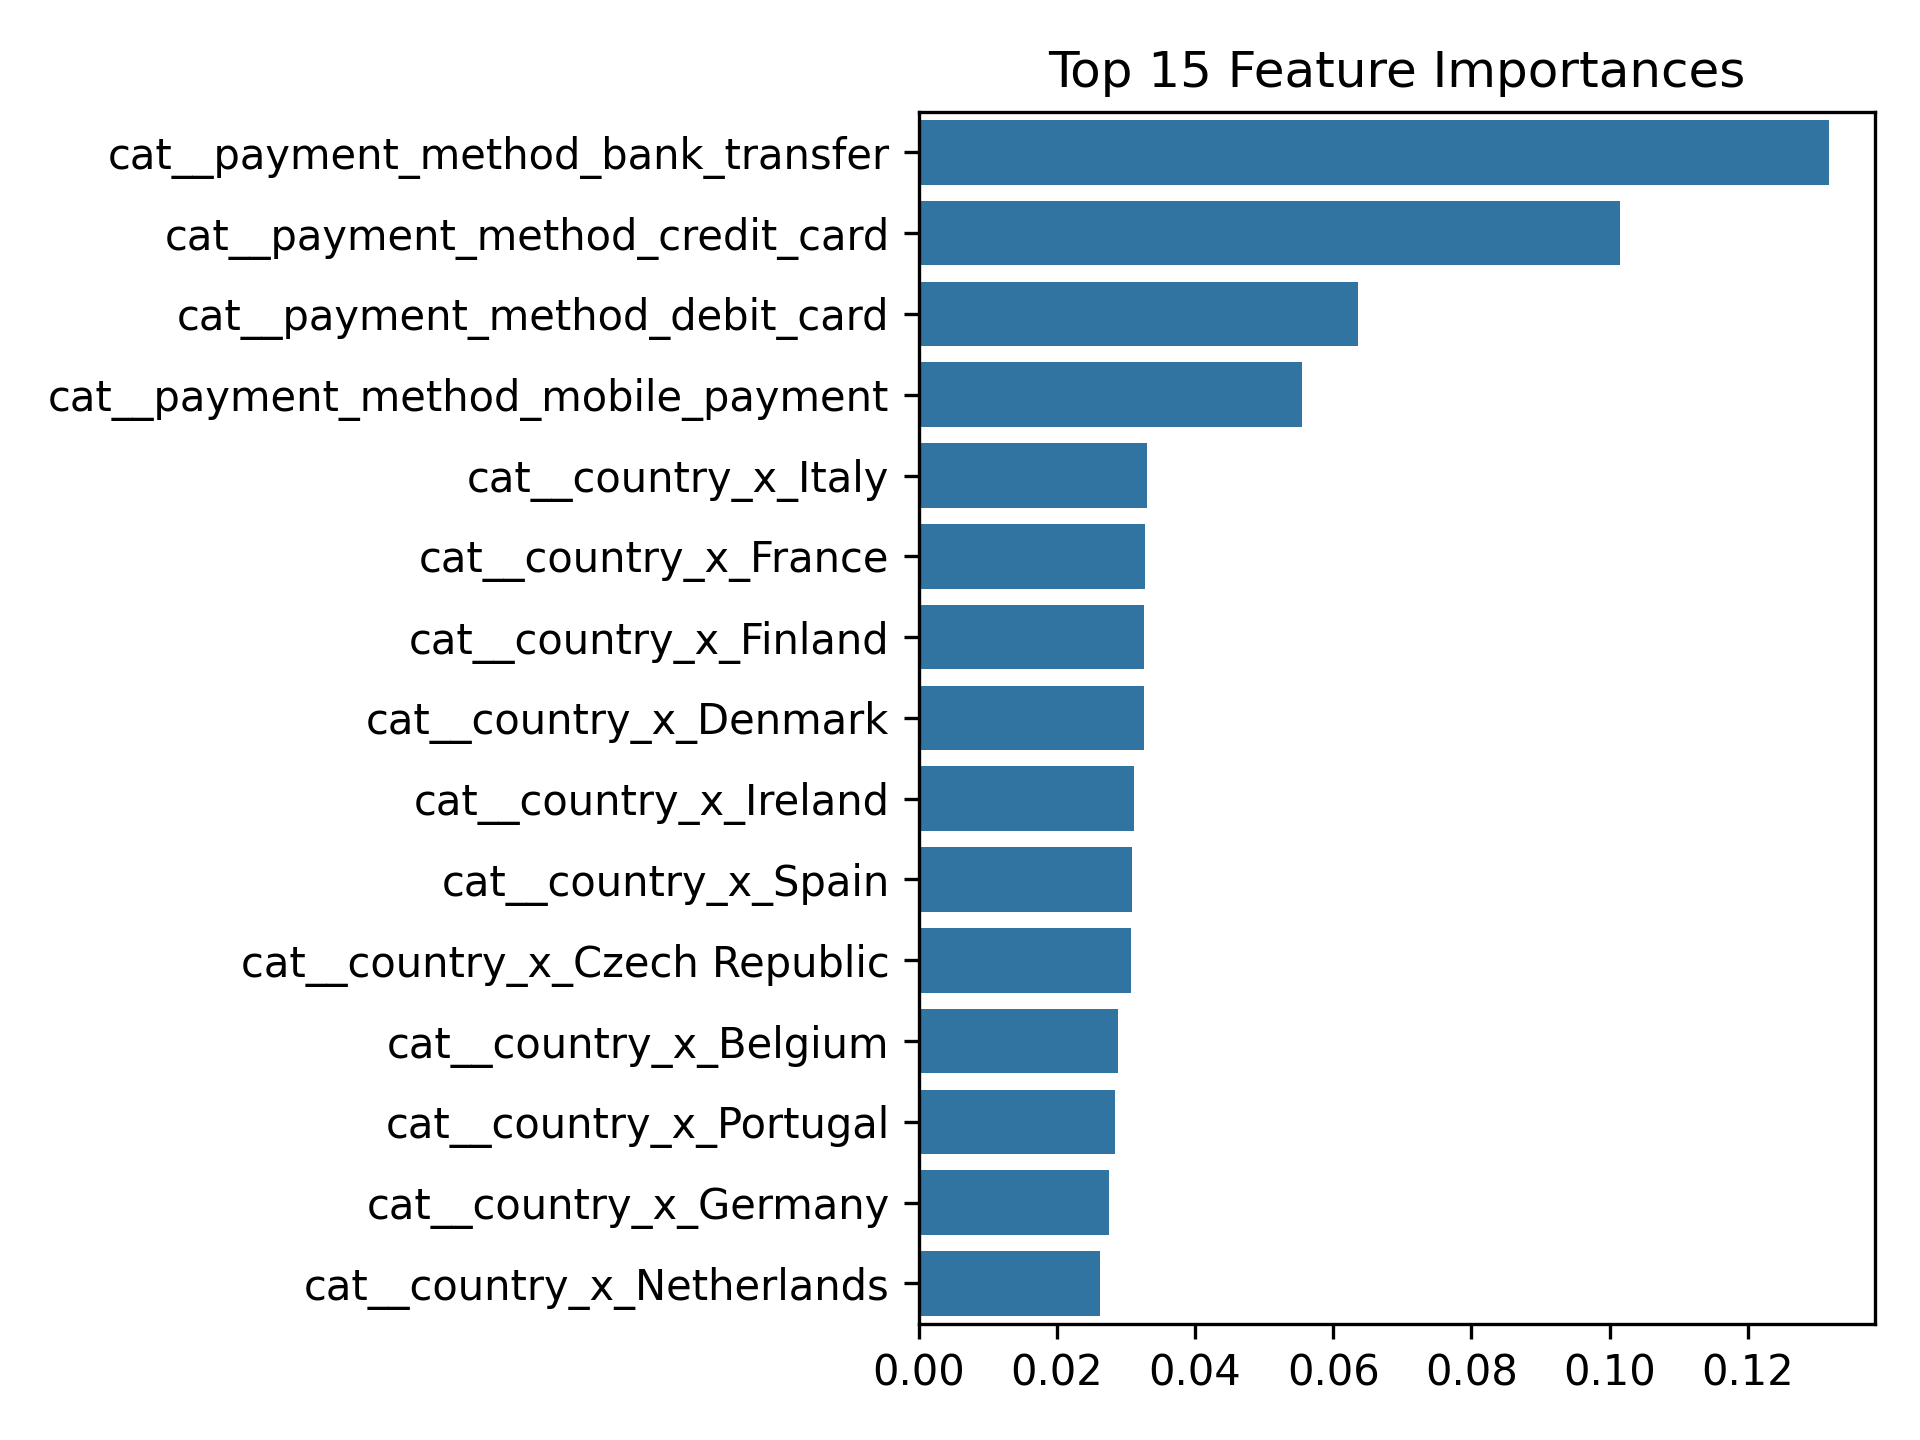 Top 15 Feature Importances
cat__payment_method_bank_transfer
cat__payment_method_credit_card
cat__payment_method_debit_card
cat__payment_method_mobile_payment
cat__country_x_Italy
cat__country_x_France
cat__country_x_Finland
cat__country_x_Denmark
cat__country_x_Ireland
cat__country_x_Spain
cat__country_x_Czech Republic
cat__country_x_Belgium
cat__country_x_Portugal
cat__country_x_Germany
cat__country_x_Netherlands
0.00 0.02 0.04 0.06 0.08 0.10 0.12